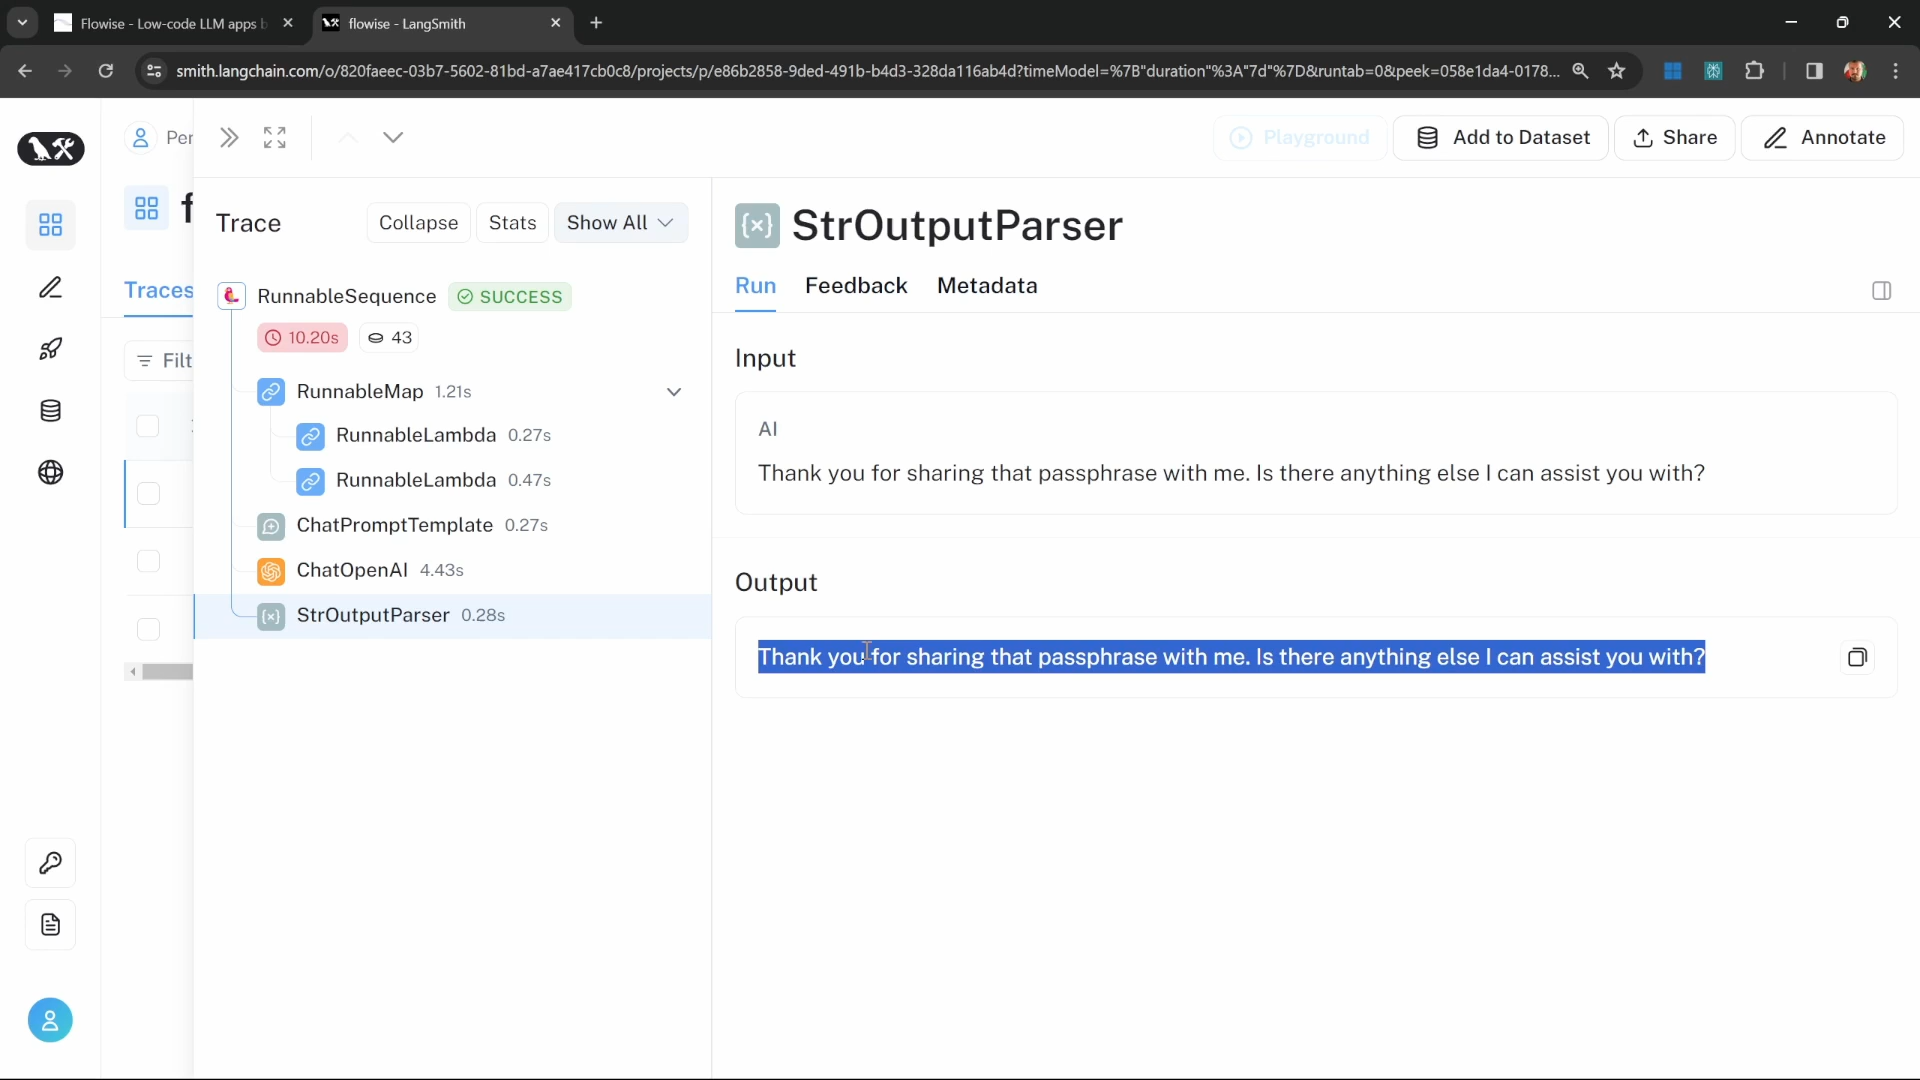 Flowise - Low-code LLM apps b
flowise - LangSmith
smith.langchain.com/o/820faeec-03b7-5602-81bd-a7ae417cb0c8/projects/p/e86b2858-9ded-491b-b4d3-328da116ab4d?timeModel=%7B"duration"%3A"7d"%7D&runtab=0&peek=058e1da4-0178...
Per
Playground
Add to Dataset
Share
Annotate
f
Trace
Collapse
Stats
Show All
StrOutputParser
Run
Feedback
Metadata
Traces
RunnableSequence
SUCCESS
10.20s
43
Filt
Input
RunnableMap 1.21s
AI
RunnableLambda 0.27s
Thank you for sharing that passphrase with me. Is there anything else I can assist you with?
RunnableLambda 0.47s
ChatPromptTemplate 0.27s
ChatOpenAI 4.43s
Output
StrOutputParser 0.28s
Thank you for sharing that passphrase with me. Is there anything else I can assist you with?